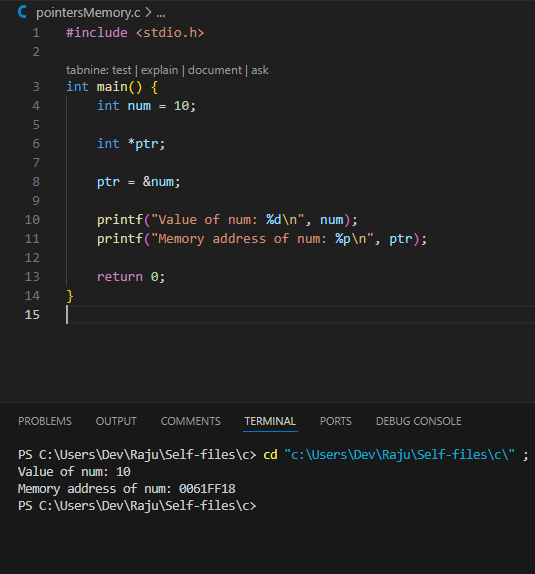 C pointersMemory.c > ...
1 #include <stdio.h>
2
tabnine: test | explain | document | ask
3 int main() {
4     int num = 10;
5
6     int *ptr;
7
8     ptr = &num;
9
10     printf("Value of num: %d\n", num);
11     printf("Memory address of num: %p\n", ptr);
12
13     return 0;
14 }
15
PROBLEMS OUTPUT COMMENTS TERMINAL PORTS DEBUG CONSOLE
PS C:\Users\Dev\Raju\Self-files\c> cd "c:\Users\Dev\Raju\Self-files\c\" ;
Value of num: 10
Memory address of num: 0061FF18
PS C:\Users\Dev\Raju\Self-files\c>